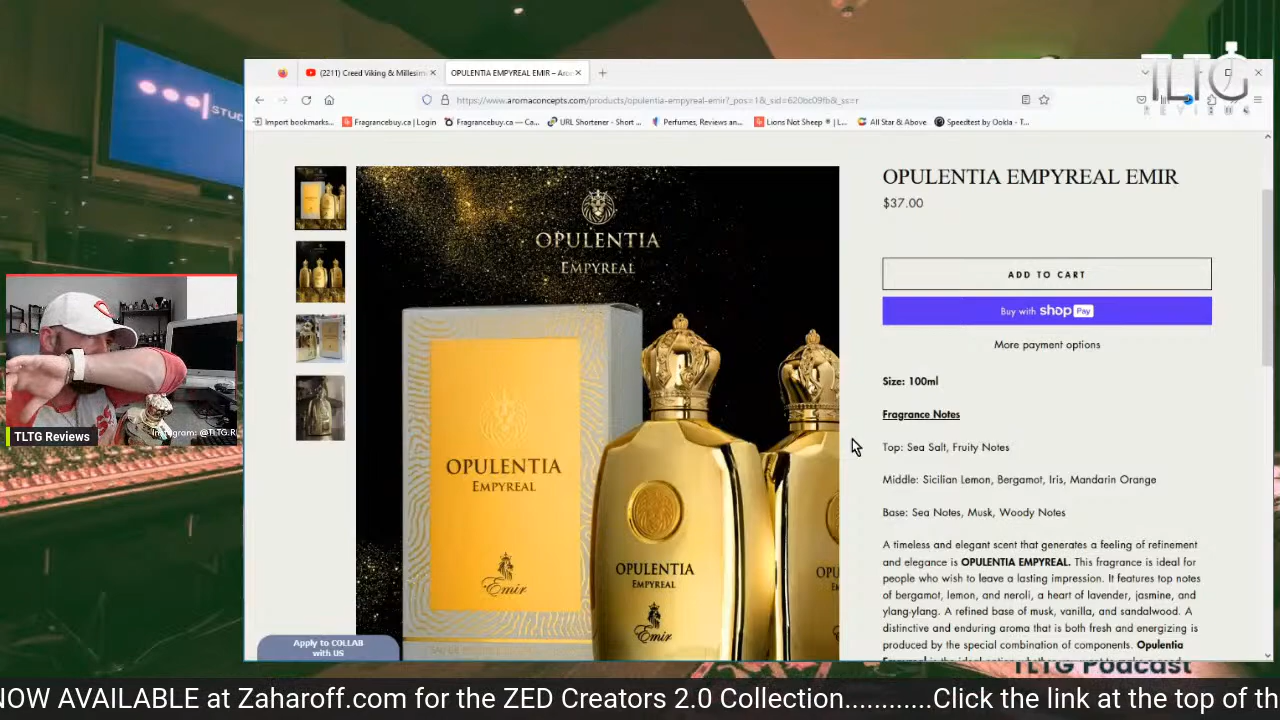 TLTG
REVIEWS
(2211) Creed Viking & Millesim
OPULENTIA EMPYREAL EMIR – Aro
https://www.aromaconcepts.com/products/opulentia-empyreal-emir?_pos=1&_sid=620bc09fb&_ss=r
Import bookmarks...
Fragrancebuy.ca | Login
Fragrancebuy.ca — Ca...
URL Shortener - Short ...
Perfumes, Reviews an...
Lions Not Sheep ® | L...
All Star & Above
Speedtest by Ookla - T...
STUD
OPULENTIA
EMPYREAL
OPULENTIA
EMPYREAL
Emir
OPULENTIA
EMPYREAL
Emir
OPU
E
OPULENTIA EMPYREAL EMIR
$37.00
ADD TO CART
Buy with shop Pay
More payment options
Size: 100ml
Fragrance Notes
Top: Sea Salt, Fruity Notes
Middle: Sicilian Lemon, Bergamot, Iris, Mandarin Orange
Base: Sea Notes, Musk, Woody Notes
A timeless and elegant scent that generates a feeling of refinement
and elegance is OPULENTIA EMPYREAL. This fragrance is ideal for
people who wish to leave a lasting impression. It features top notes
of bergamot, lemon, and neroli, a heart of lavender, jasmine, and
ylang-ylang. A refined base of musk, vanilla, and sandalwood. A
distinctive and enduring aroma that is both fresh and energizing is
produced by the special combination of components. Opulentia
Apply to COLLAB
with US
TLTG Reviews
Instagram: @TLTG.R
TLTG Podcast
NOW AVAILABLE at Zaharoff.com for the ZED Creators 2.0 Collection............Click the link at the top of th